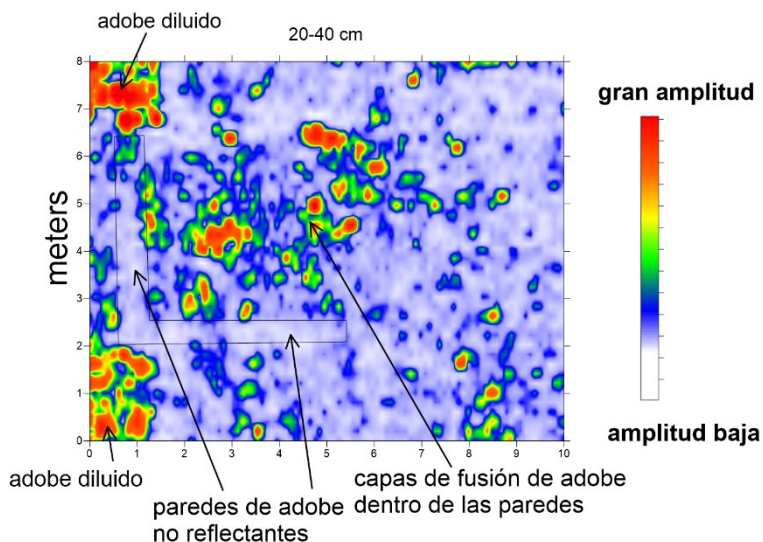 adobe diluido
20-40 cm
gran amplitud
8
7
6
5
4
3
2
1
0
meters
0 1 2 3 4 5 6 7 8 9 10
amplitud baja
adobe diluido
paredes de adobe
no reflectantes
capas de fusión de adobe
dentro de las paredes